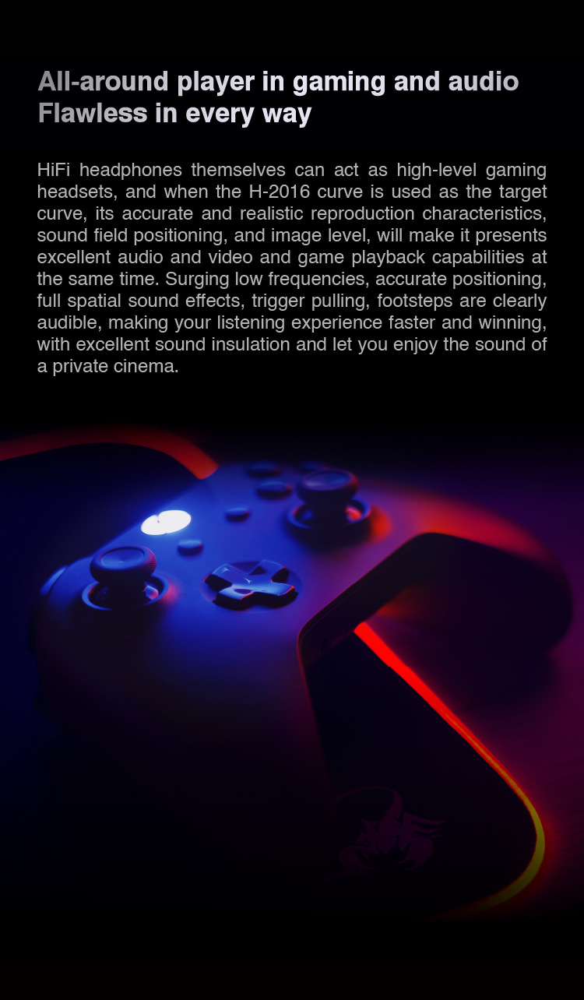 All-around player in gaming and audio
Flawless in every way
HiFi headphones themselves can act as high-level gaming
headsets, and when the H-2016 curve is used as the target
curve, its accurate and realistic reproduction characteristics,
sound field positioning, and image level, will make it presents
excellent audio and video and game playback capabilities at
the same time. Surging low frequencies, accurate positioning,
full spatial sound effects, trigger pulling, footsteps are clearly
audible, making your listening experience faster and winning,
with excellent sound insulation and let you enjoy the sound of
a private cinema.